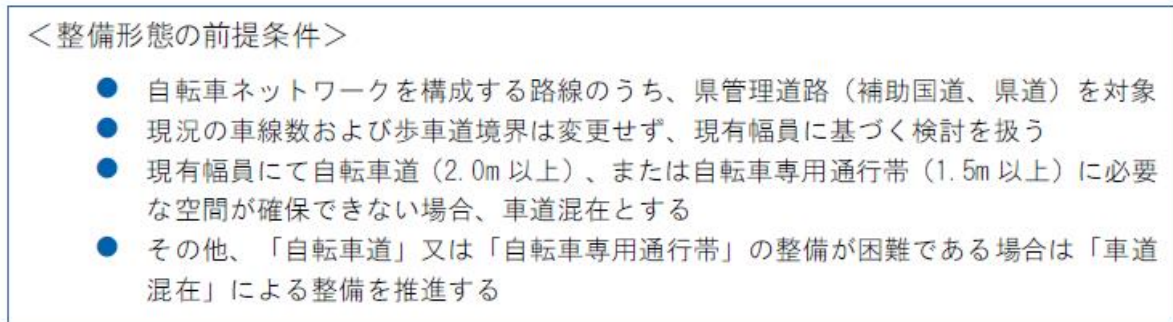 ＜整備形態の前提条件＞
● 自転車ネットワークを構成する路線のうち、県管理道路（補助国道、県道）を対象
● 現況の車線数および歩車道境界は変更せず、現有幅員に基づく検討を扱う
● 現有幅員にて自転車道（2.0m 以上）、または自転車専用通行帯（1.5m 以上）に必要
な空間が確保できない場合、車道混在とする
● その他、「自転車道」又は「自転車専用通行帯」の整備が困難である場合は「車道
混在」による整備を推進する